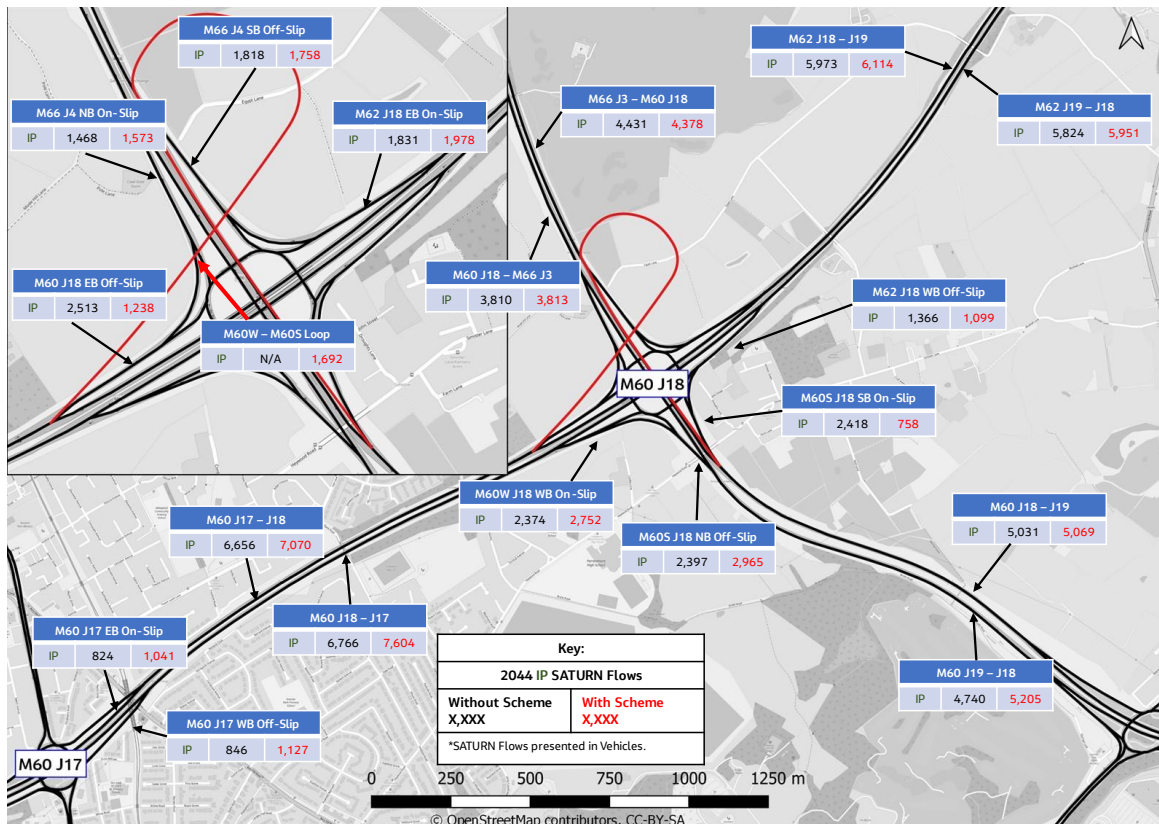 M66 J4 SB Off-Slip
IP 1,818 1,758
M66 J4 NB On-Slip
IP 1,468 1,573
M62 J18 EB On-Slip
IP 1,831 1,978
M60 J18 EB Off-Slip
IP 2,513 1,238
M60W – M60S Loop
IP N/A 1,692
M62 J18 – J19
IP 5,973 6,114
M66 J3 – M60 J18
IP 4,431 4,378
M62 J19 – J18
IP 5,824 5,951
M60 J18 – M66 J3
IP 3,810 3,813
M62 J18 WB Off-Slip
IP 1,366 1,099
M60 J18
M60S J18 SB On-Slip
IP 2,418 758
M60W J18 WB On-Slip
IP 2,374 2,752
M60S J18 NB Off-Slip
IP 2,397 2,965
M60 J18 – J19
IP 5,031 5,069
M60 J17 – J18
IP 6,656 7,070
M60 J18 – J17
IP 6,766 7,604
M60 J17 EB On-Slip
IP 824 1,041
M60 J19 – J18
IP 4,740 5,205
M60 J17 WB Off-Slip
IP 846 1,127
M60 J17
Key:
2044 IP SATURN Flows
Without Scheme
X,XXX
With Scheme
X,XXX
*SATURN Flows presented in Vehicles.
0 250 500 750 1000 1250 m
© OpenStreetMap contributors, CC-BY-SA